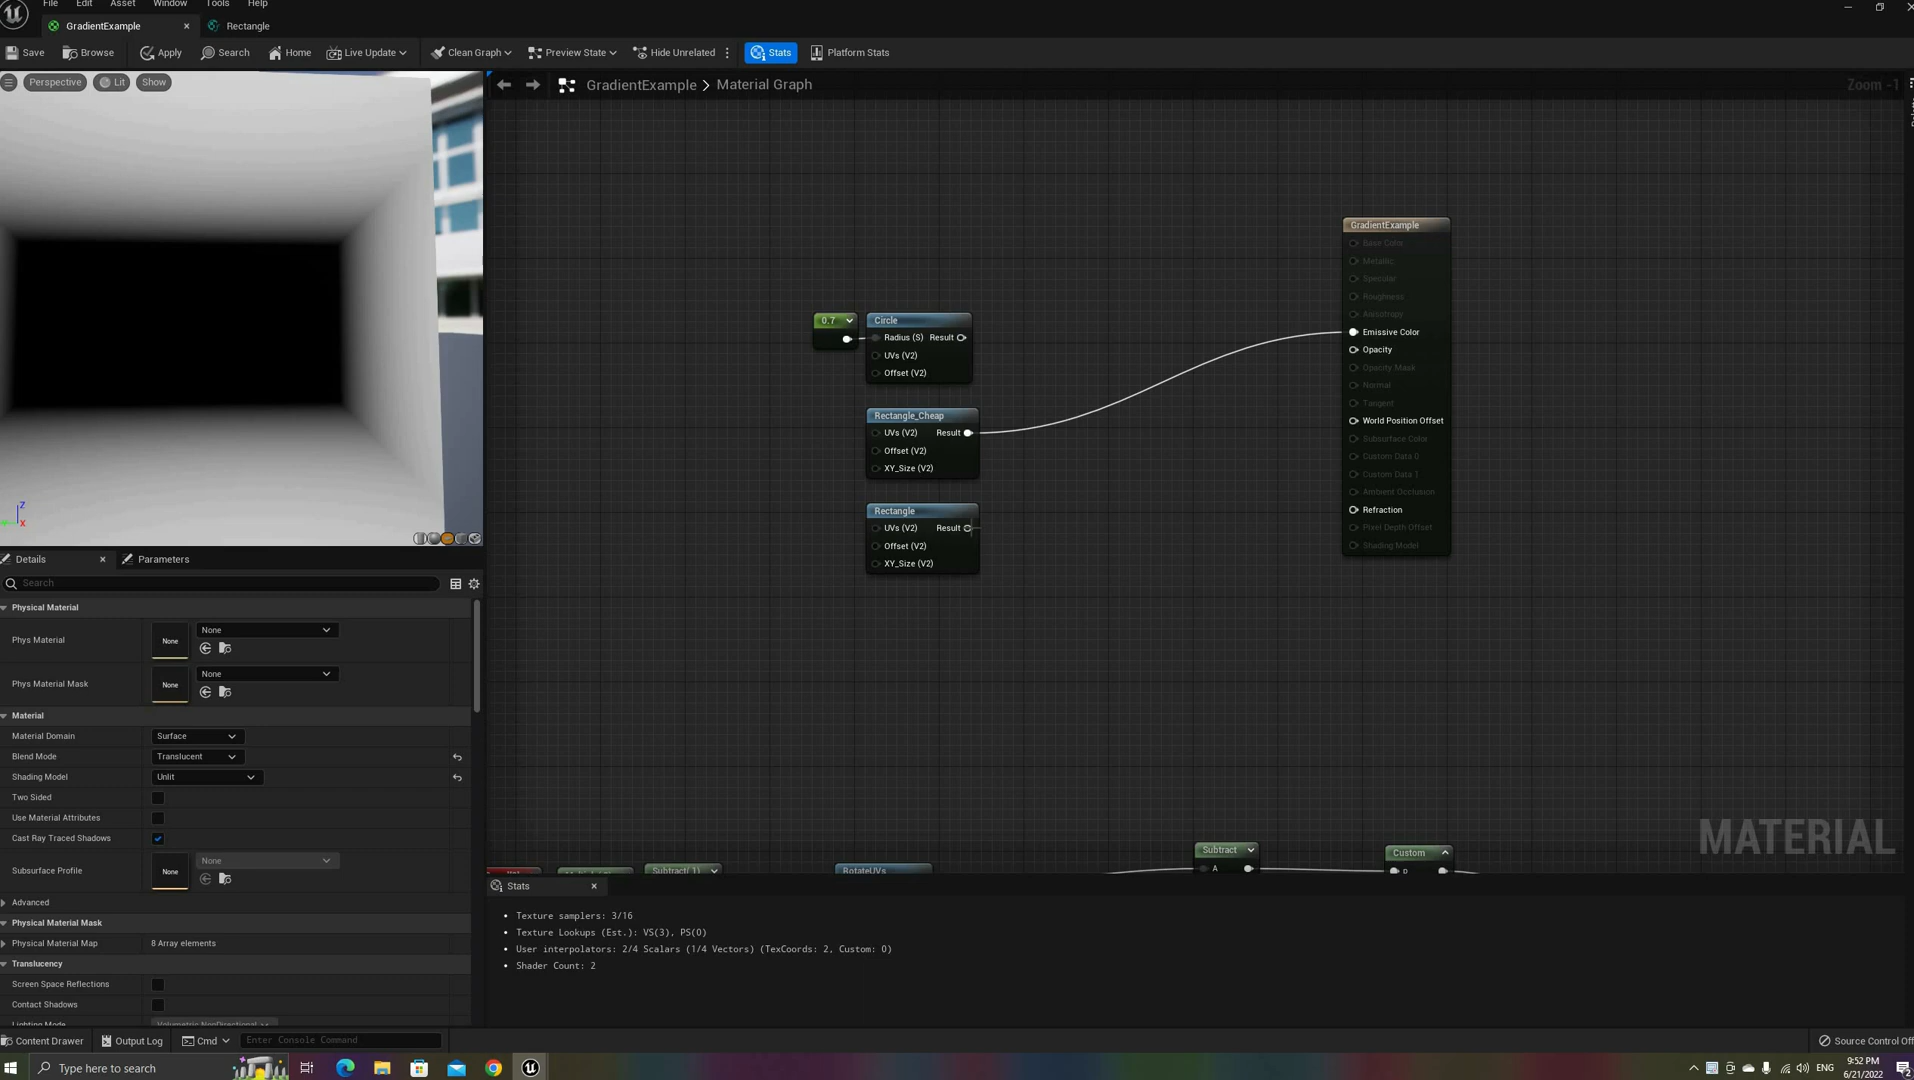 File Edit Asset Window Tools Help
GradientExample × Rectangle
Save Browse Apply Search Home Live Update Clean Graph Preview State Hide Unrelated Stats Platform Stats
Perspective Lit Show
GradientExample > Material Graph
Zoom -1
GradientExample
Base Color
Metallic
Specular
Roughness
Anisotropy
Emissive Color
Opacity
Opacity Mask
Normal
Tangent
World Position Offset
Subsurface Color
Custom Data 0
Custom Data 1
Ambient Occlusion
Refraction
Pixel Depth Offset
Shading Model
0.7
Circle
Radius (S) Result
UVs (V2)
Offset (V2)
Rectangle_Cheap
UVs (V2) Result
Offset (V2)
XY_Size (V2)
Rectangle
UVs (V2) Result
Offset (V2)
XY_Size (V2)
Z
X
Details × Parameters
Search
Physical Material
Phys Material None None
Phys Material Mask None None
Material
Material Domain Surface
Blend Mode Translucent
Shading Model Unlit
Two Sided
Use Material Attributes
Cast Ray Traced Shadows
Subsurface Profile None None
Advanced
Physical Material Mask
Physical Material Map 8 Array elements
Translucency
Screen Space Reflections
Contact Shadows
MATERIAL
Subtract(,1) RotateUVs
Subtract
A
Custom
p
Stats ×
Texture samplers: 3/16
Texture Lookups (Est.): VS(3), PS(0)
User interpolators: 2/4 Scalars (1/4 Vectors) (TexCoords: 2, Custom: 0)
Shader Count: 2
Content Drawer Output Log Cmd Enter Console Command Source Control Off
Type here to search
ENG
9:52 PM
6/21/2022
2